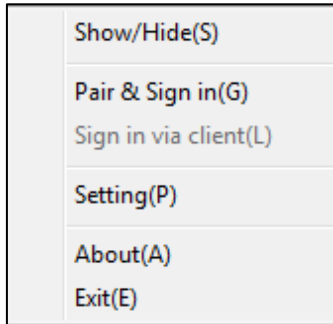 Show/Hide(S)
Pair & Sign in(G)
Sign in via client(L)
Setting(P)
About(A)
Exit(E)